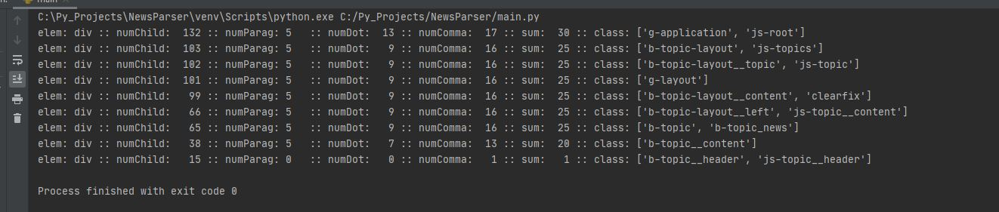 main
C:\Py_Projects\NewsParser\venv\Scripts\python.exe C:/Py_Projects/NewsParser/main.py
elem: div :: numChild:  132 :: numParag: 5   :: numDot:  13 :: numComma:  17 :: sum:  30 :: class: ['g-application', 'js-root']
elem: div :: numChild:  103 :: numParag: 5   :: numDot:   9 :: numComma:  16 :: sum:  25 :: class: ['b-topic-layout', 'js-topics']
elem: div :: numChild:  102 :: numParag: 5   :: numDot:   9 :: numComma:  16 :: sum:  25 :: class: ['b-topic-layout__topic', 'js-topic']
elem: div :: numChild:  101 :: numParag: 5   :: numDot:   9 :: numComma:  16 :: sum:  25 :: class: ['g-layout']
elem: div :: numChild:   99 :: numParag: 5   :: numDot:   9 :: numComma:  16 :: sum:  25 :: class: ['b-topic-layout__content', 'clearfix']
elem: div :: numChild:   66 :: numParag: 5   :: numDot:   9 :: numComma:  16 :: sum:  25 :: class: ['b-topic-layout__left', 'js-topic__content']
elem: div :: numChild:   65 :: numParag: 5   :: numDot:   9 :: numComma:  16 :: sum:  25 :: class: ['b-topic', 'b-topic_news']
elem: div :: numChild:   38 :: numParag: 5   :: numDot:   7 :: numComma:  13 :: sum:  20 :: class: ['b-topic__content']
elem: div :: numChild:   15 :: numParag: 0   :: numDot:   0 :: numComma:   1 :: sum:   1 :: class: ['b-topic__header', 'js-topic__header']
Process finished with exit code 0